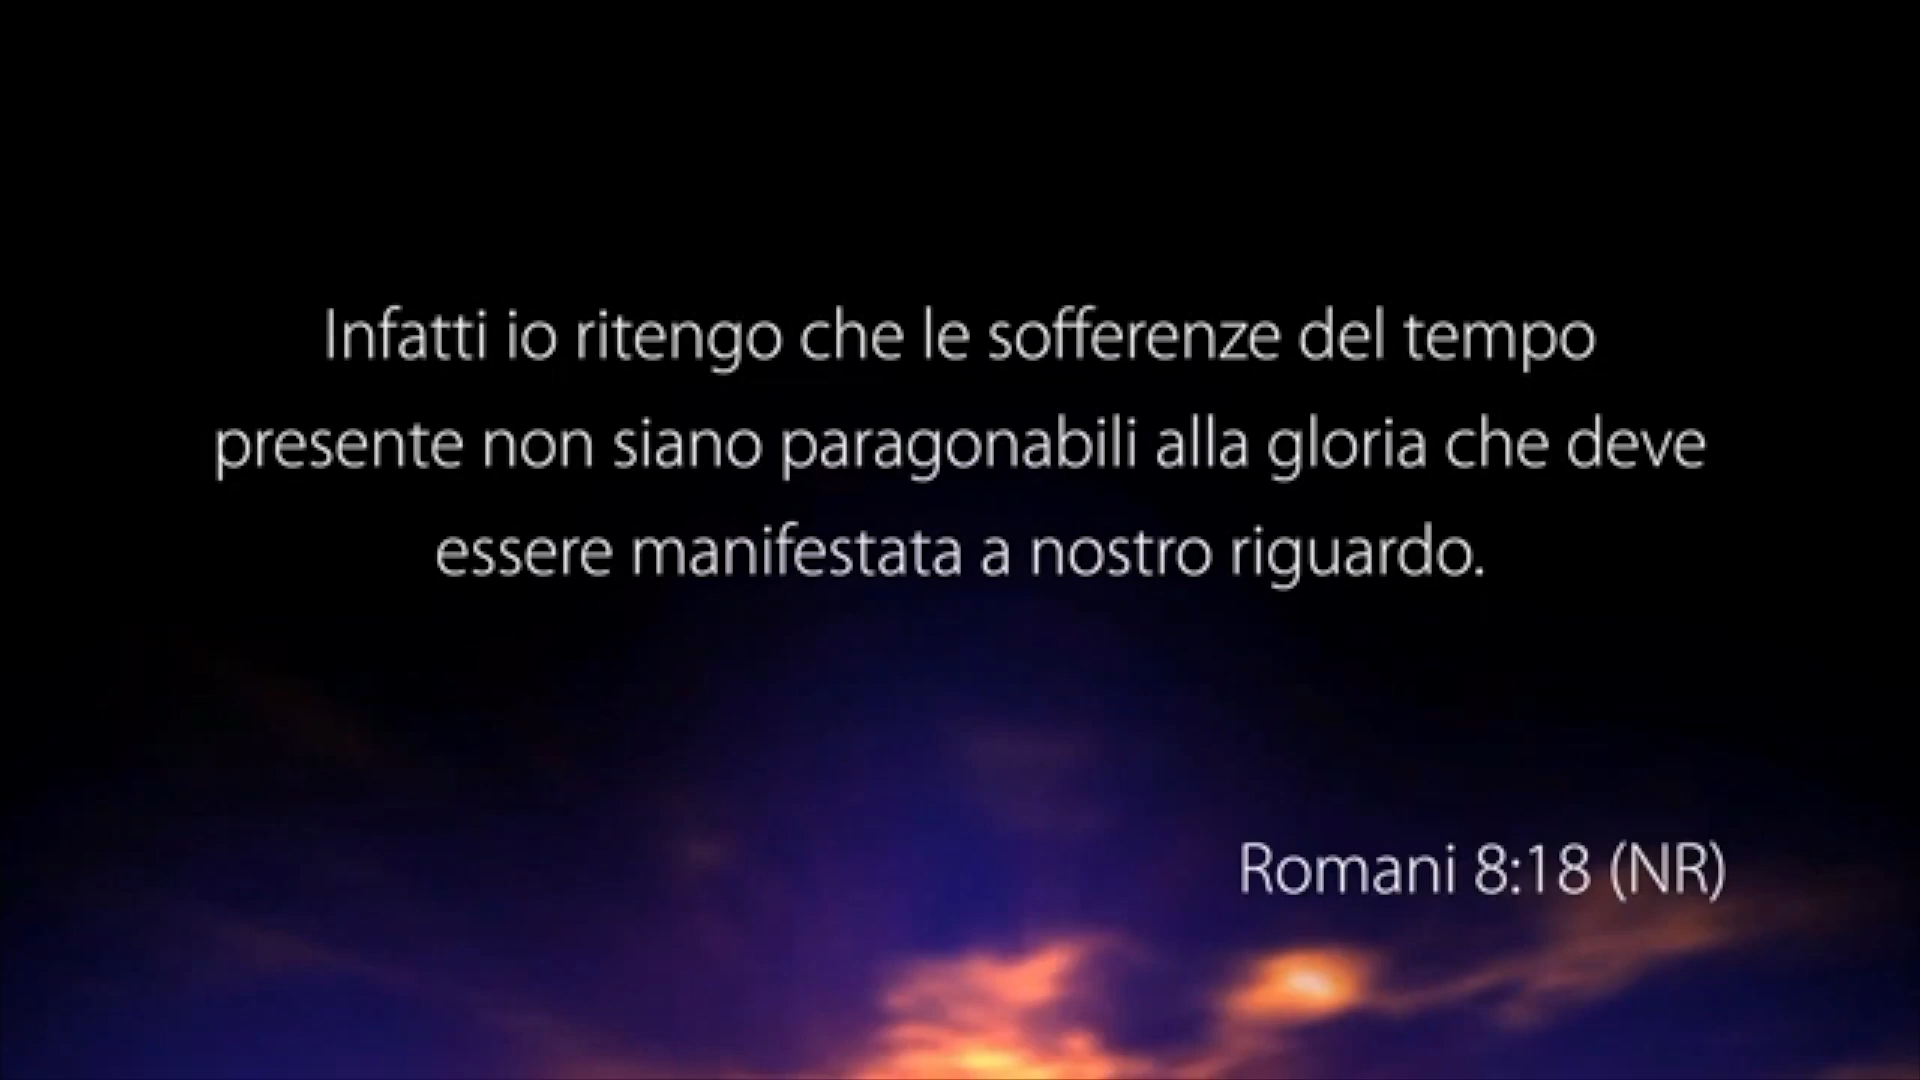 Infatti io ritengo che le sofferenze del tempo
presente non siano paragonabili alla gloria che deve
essere manifestata a nostro riguardo.
Romani 8:18 (NR)